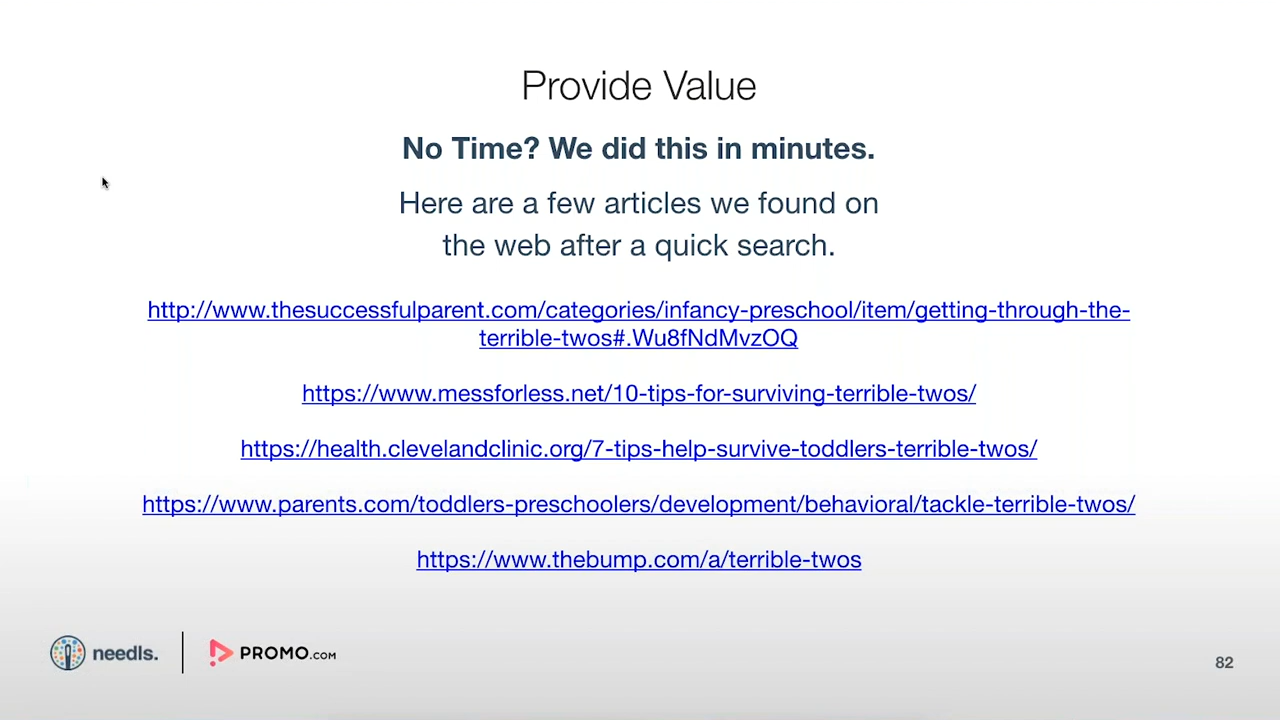 Provide Value
No Time? We did this in minutes.
Here are a few articles we found on
the web after a quick search.
http://www.thesuccessfulparent.com/categories/infancy-preschool/item/getting-through-the-
terrible-twos#.Wu8fNdMvzOQ
https://www.messforless.net/10-tips-for-surviving-terrible-twos/
https://health.clevelandclinic.org/7-tips-help-survive-toddlers-terrible-twos/
https://www.parents.com/toddlers-preschoolers/development/behavioral/tackle-terrible-twos/
https://www.thebump.com/a/terrible-twos
needls. PROMO.COM
82